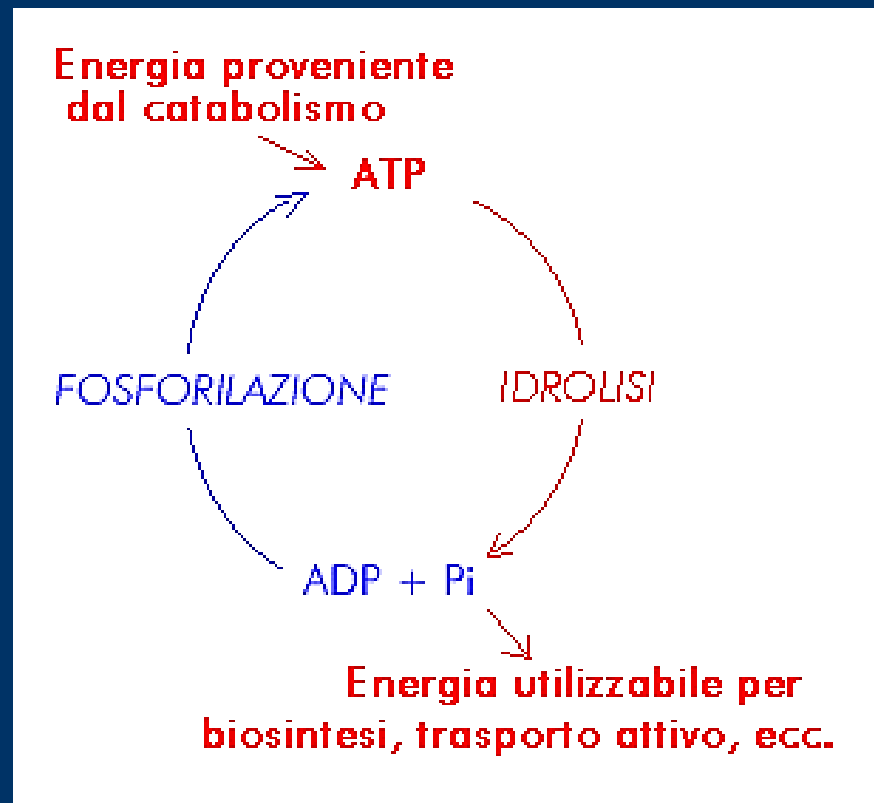 Energia proveniente
dal catabolismo
ATP
FOSFORILAZIONE
IDROLISI
ADP + Pi
Energia utilizzabile per
biosintesi, trasporto attivo, ecc.